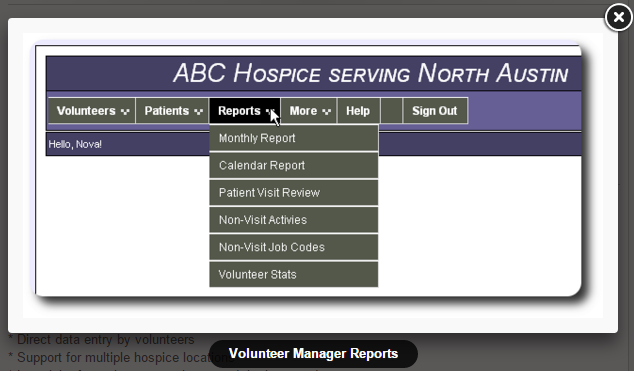 ABC Hospice serving North Austin
Volunteers Patients Reports More Help Sign Out
Hello, Nova!
Monthly Report
Calendar Report
Patient Visit Review
Non-Visit Activies
Non-Visit Job Codes
Volunteer Stats
* Direct data entry by volunteers
* Support for multiple hospice
Volunteer Manager Reports